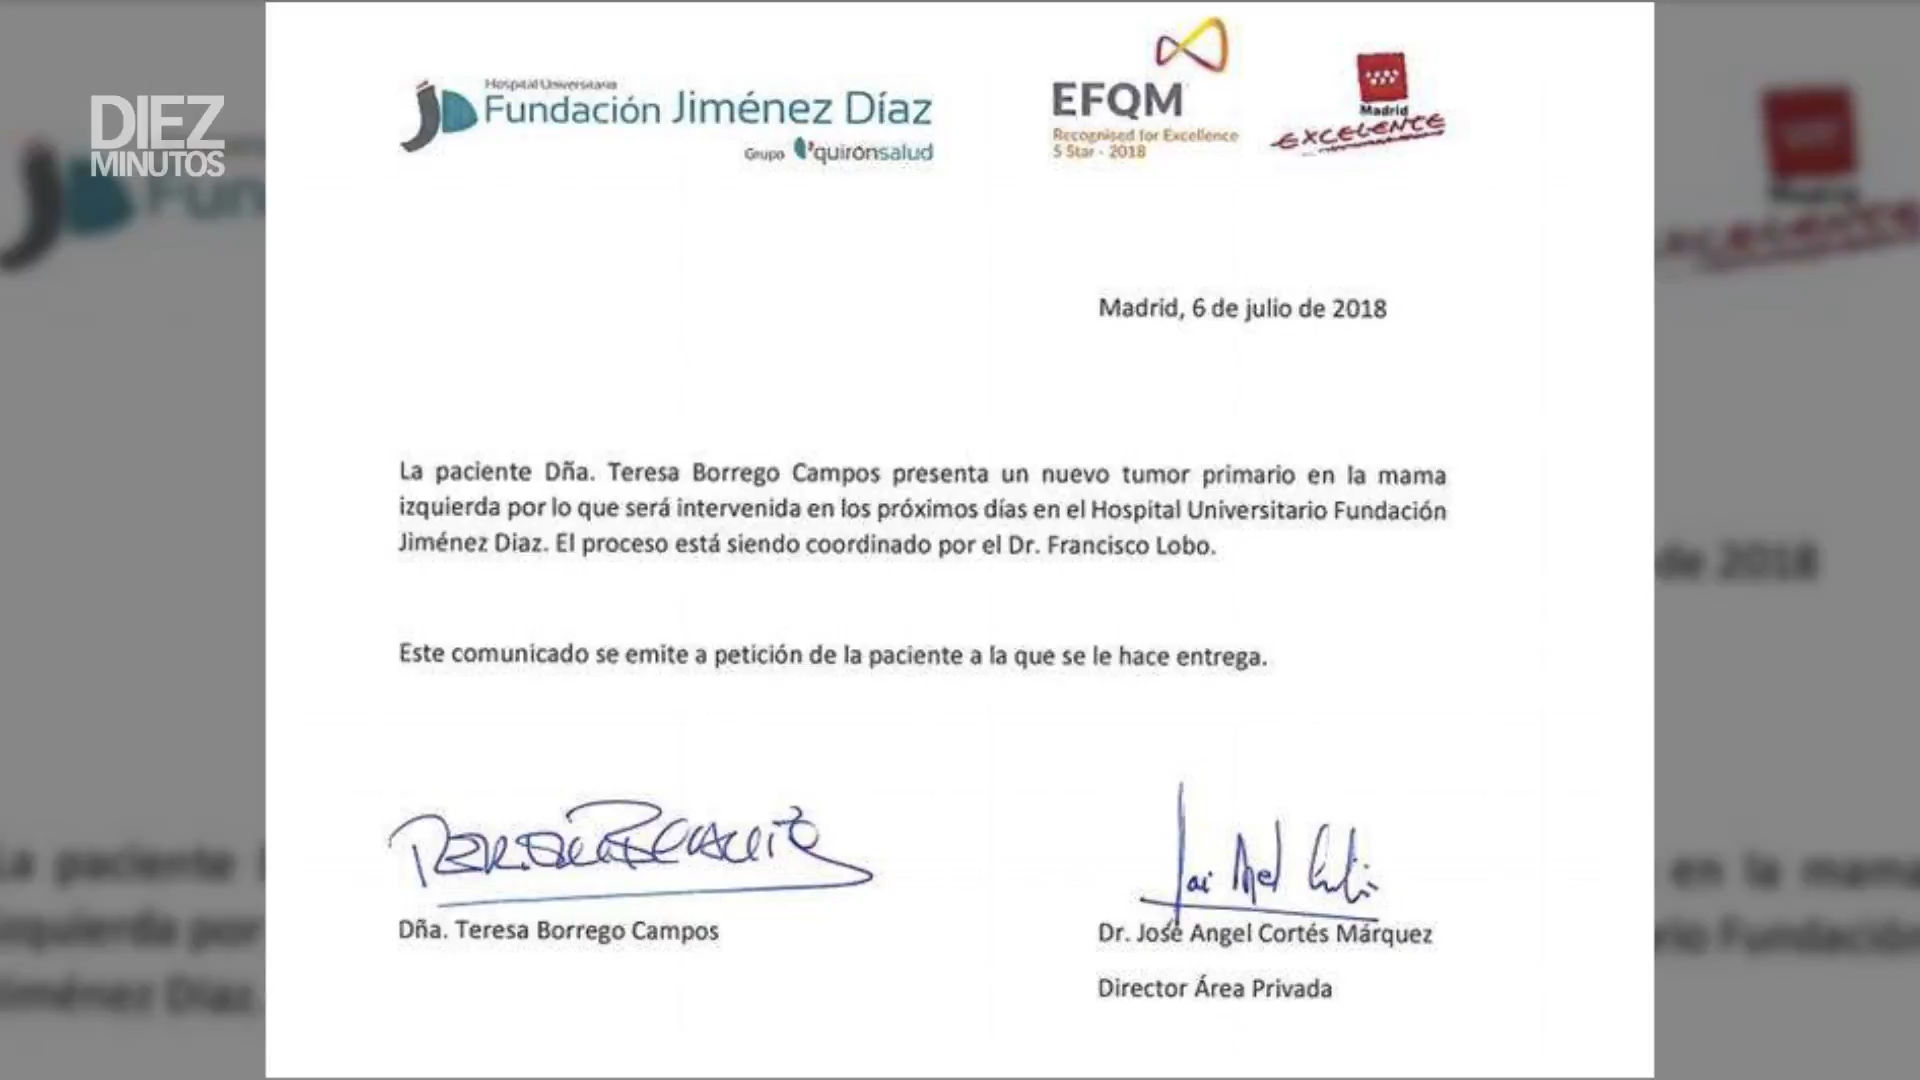 DIEZ
MINUTOS
Hospital Universitario
Fundación Jiménez Díaz
Grupo quirónsalud
EFQM
Recognised for Excellence
5 Star - 2018
Madrid
EXCELENTE
Madrid, 6 de julio de 2018
La paciente Dña. Teresa Borrego Campos presenta un nuevo tumor primario en la mama
izquierda por lo que será intervenida en los próximos días en el Hospital Universitario Fundación
Jiménez Diaz. El proceso está siendo coordinado por el Dr. Francisco Lobo.
Este comunicado se emite a petición de la paciente a la que se le hace entrega.
Dña. Teresa Borrego Campos
Dr. José Angel Cortés Márquez
Director Área Privada